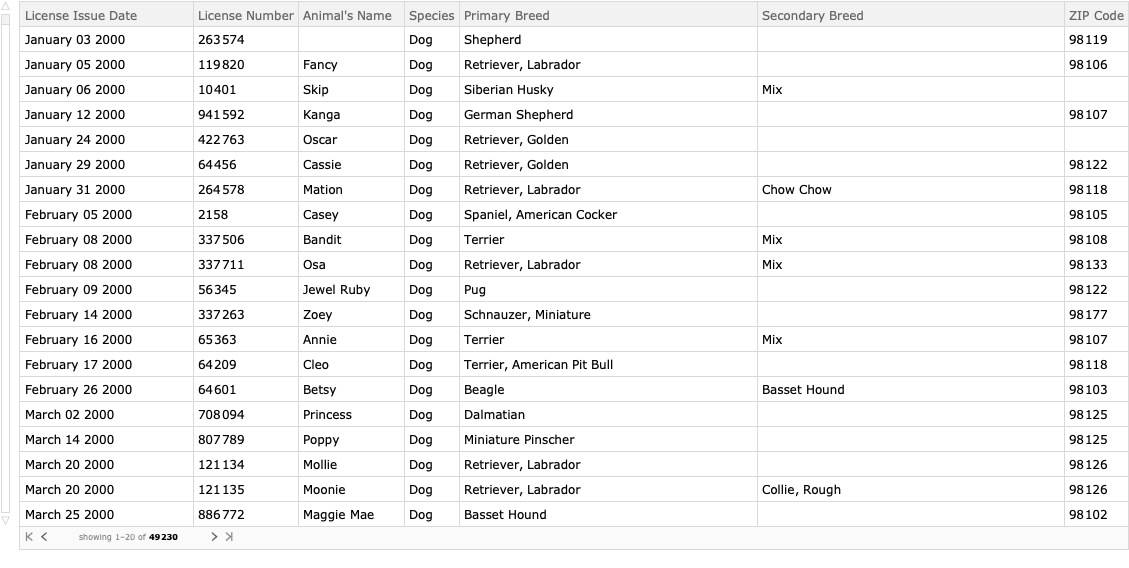 License Issue Date License Number Animal's Name Species Primary Breed Secondary Breed ZIP Code
January 03 2000 263574 Dog Shepherd 98119
January 05 2000 119820 Fancy Dog Retriever, Labrador 98106
January 06 2000 10401 Skip Dog Siberian Husky Mix
January 12 2000 941592 Kanga Dog German Shepherd 98107
January 24 2000 422763 Oscar Dog Retriever, Golden
January 29 2000 64456 Cassie Dog Retriever, Golden 98122
January 31 2000 264578 Mation Dog Retriever, Labrador Chow Chow 98118
February 05 2000 2158 Casey Dog Spaniel, American Cocker 98105
February 08 2000 337506 Bandit Dog Terrier Mix 98108
February 08 2000 337711 Osa Dog Retriever, Labrador Mix 98133
February 09 2000 56345 Jewel Ruby Dog Pug 98122
February 14 2000 337263 Zoey Dog Schnauzer, Miniature 98177
February 16 2000 65363 Annie Dog Terrier Mix 98107
February 17 2000 64209 Cleo Dog Terrier, American Pit Bull 98118
February 26 2000 64601 Betsy Dog Beagle Basset Hound 98103
March 02 2000 708094 Princess Dog Dalmatian 98125
March 14 2000 807789 Poppy Dog Miniature Pinscher 98125
March 20 2000 121134 Mollie Dog Retriever, Labrador 98126
March 20 2000 121135 Moonie Dog Retriever, Labrador Collie, Rough 98126
March 25 2000 886772 Maggie Mae Dog Basset Hound 98102
showing 1–20 of 49230